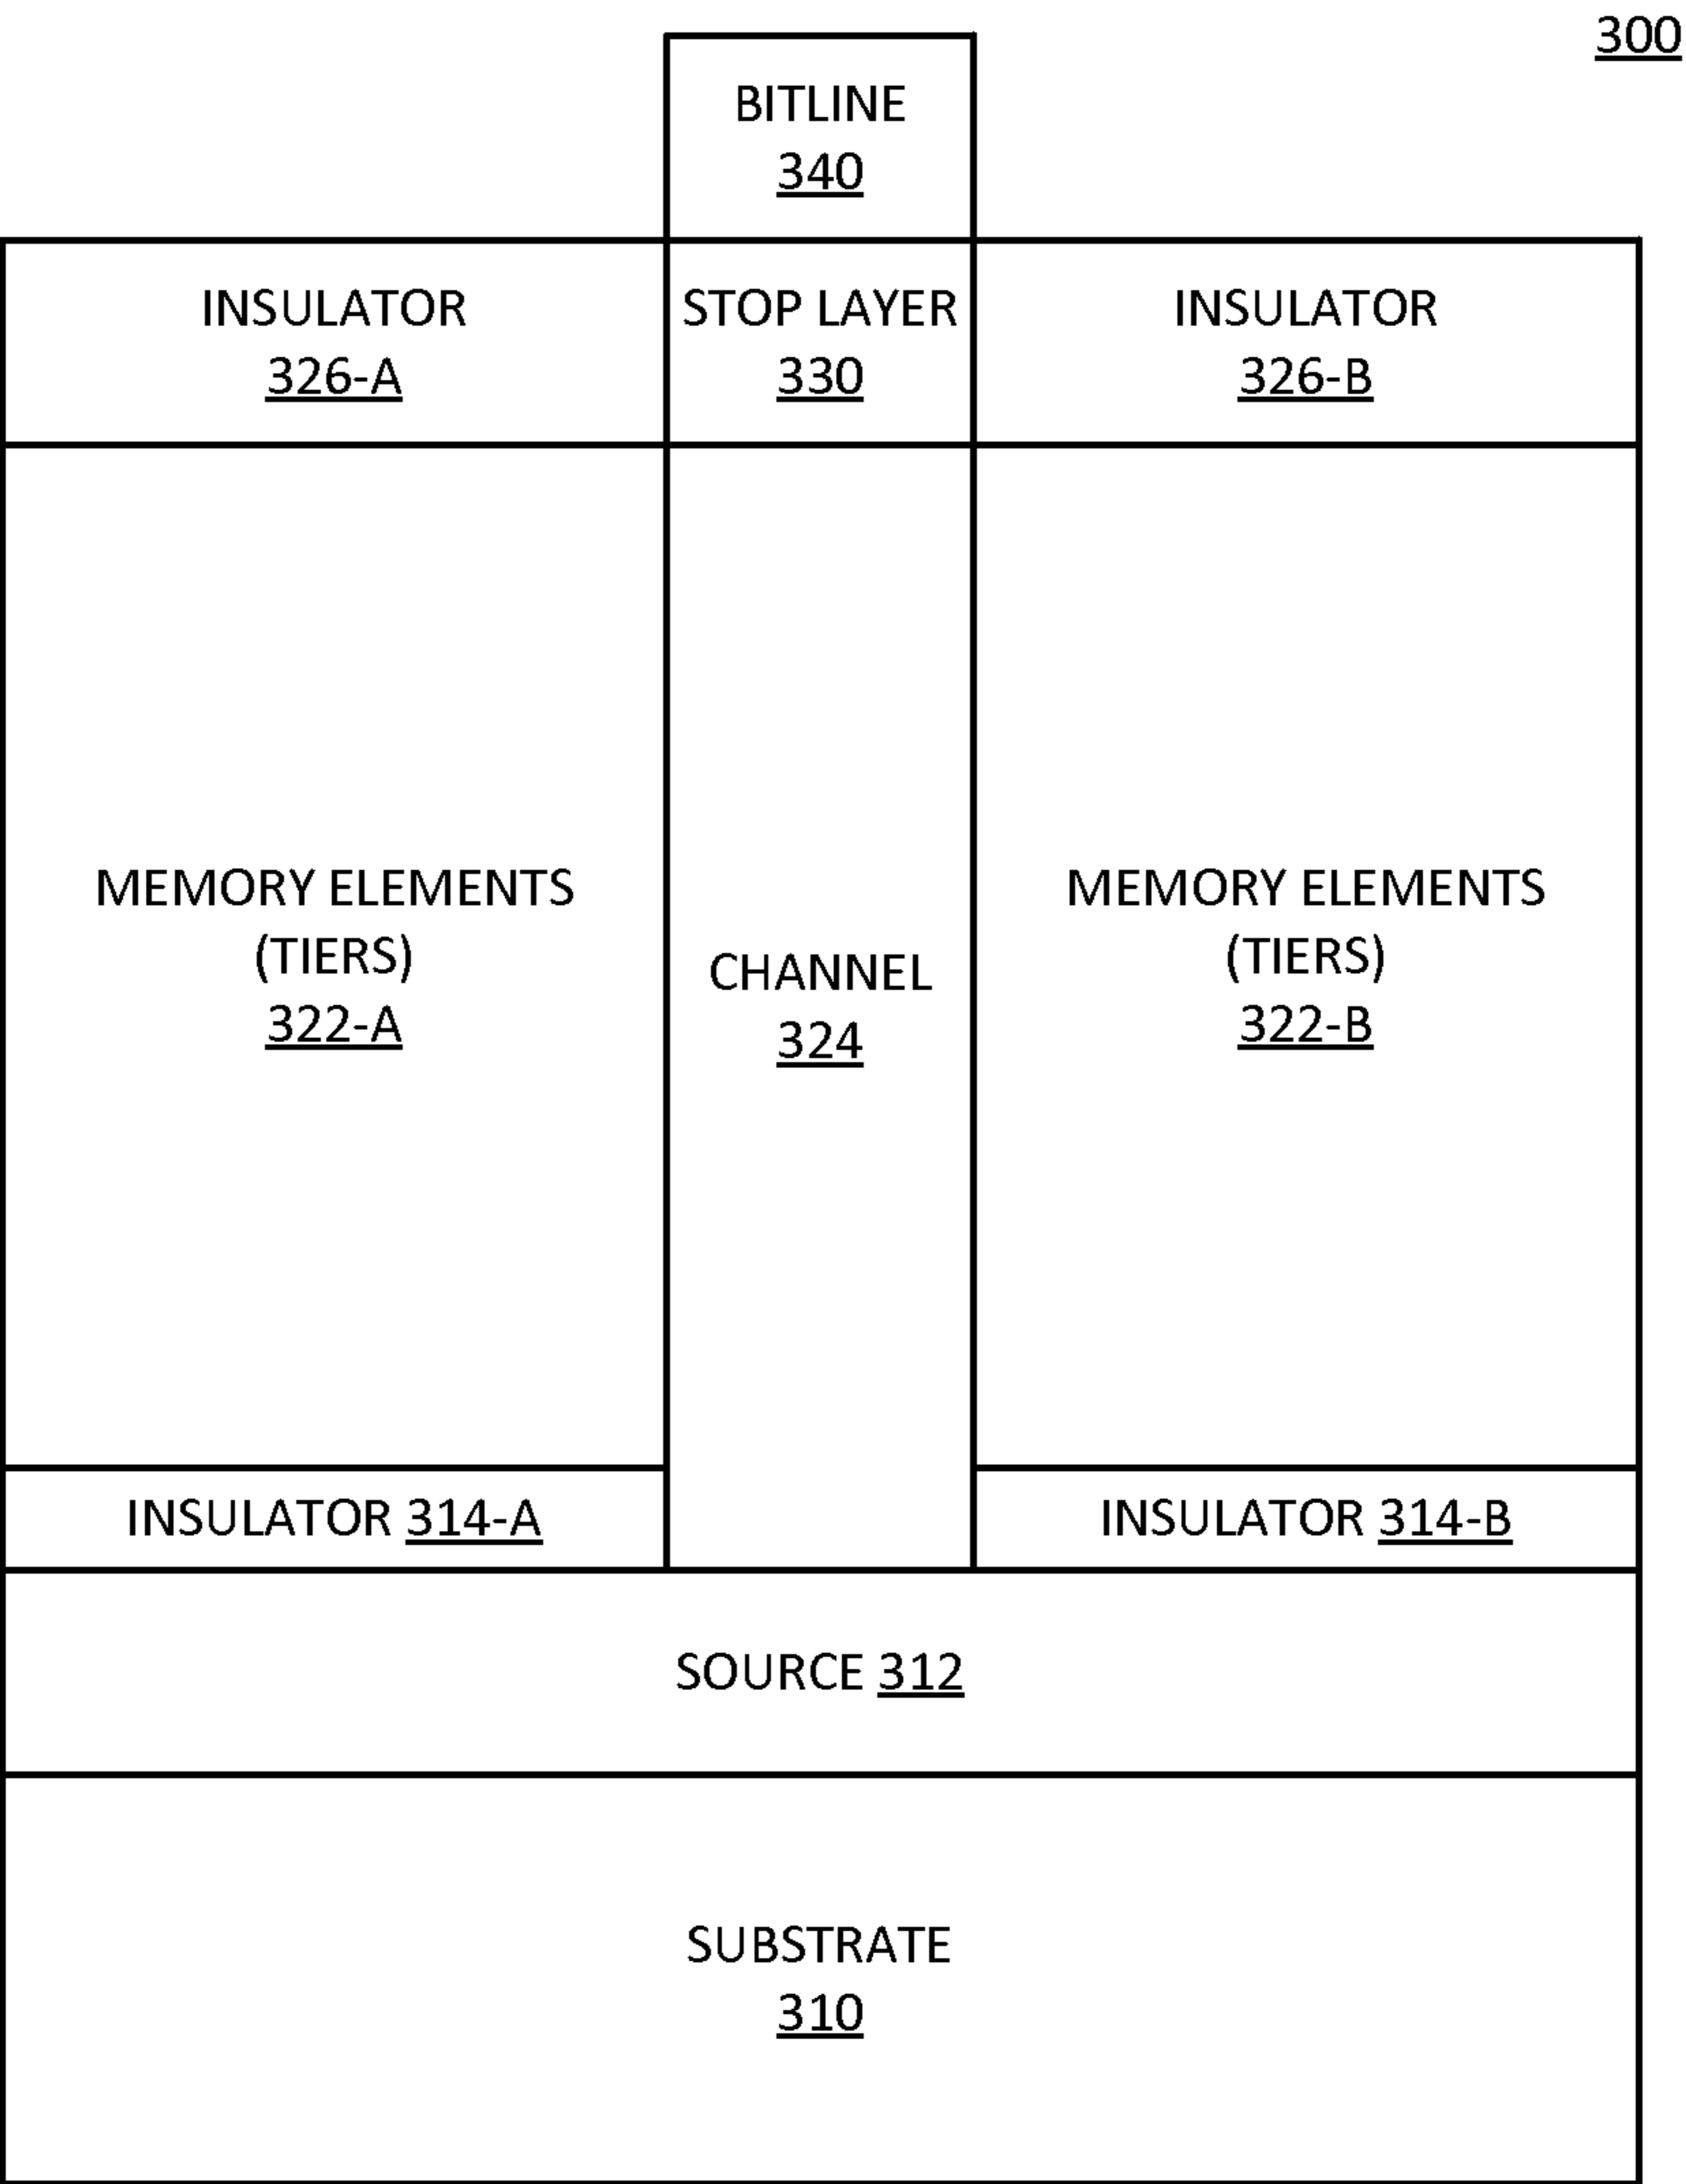 300
BITLINE
340
INSULATOR
326-A
STOP LAYER
330
INSULATOR
326-B
MEMORY ELEMENTS
(TIERS)
322-A
CHANNEL
324
MEMORY ELEMENTS
(TIERS)
322-B
INSULATOR 314-A
INSULATOR 314-B
SOURCE 312
SUBSTRATE
310